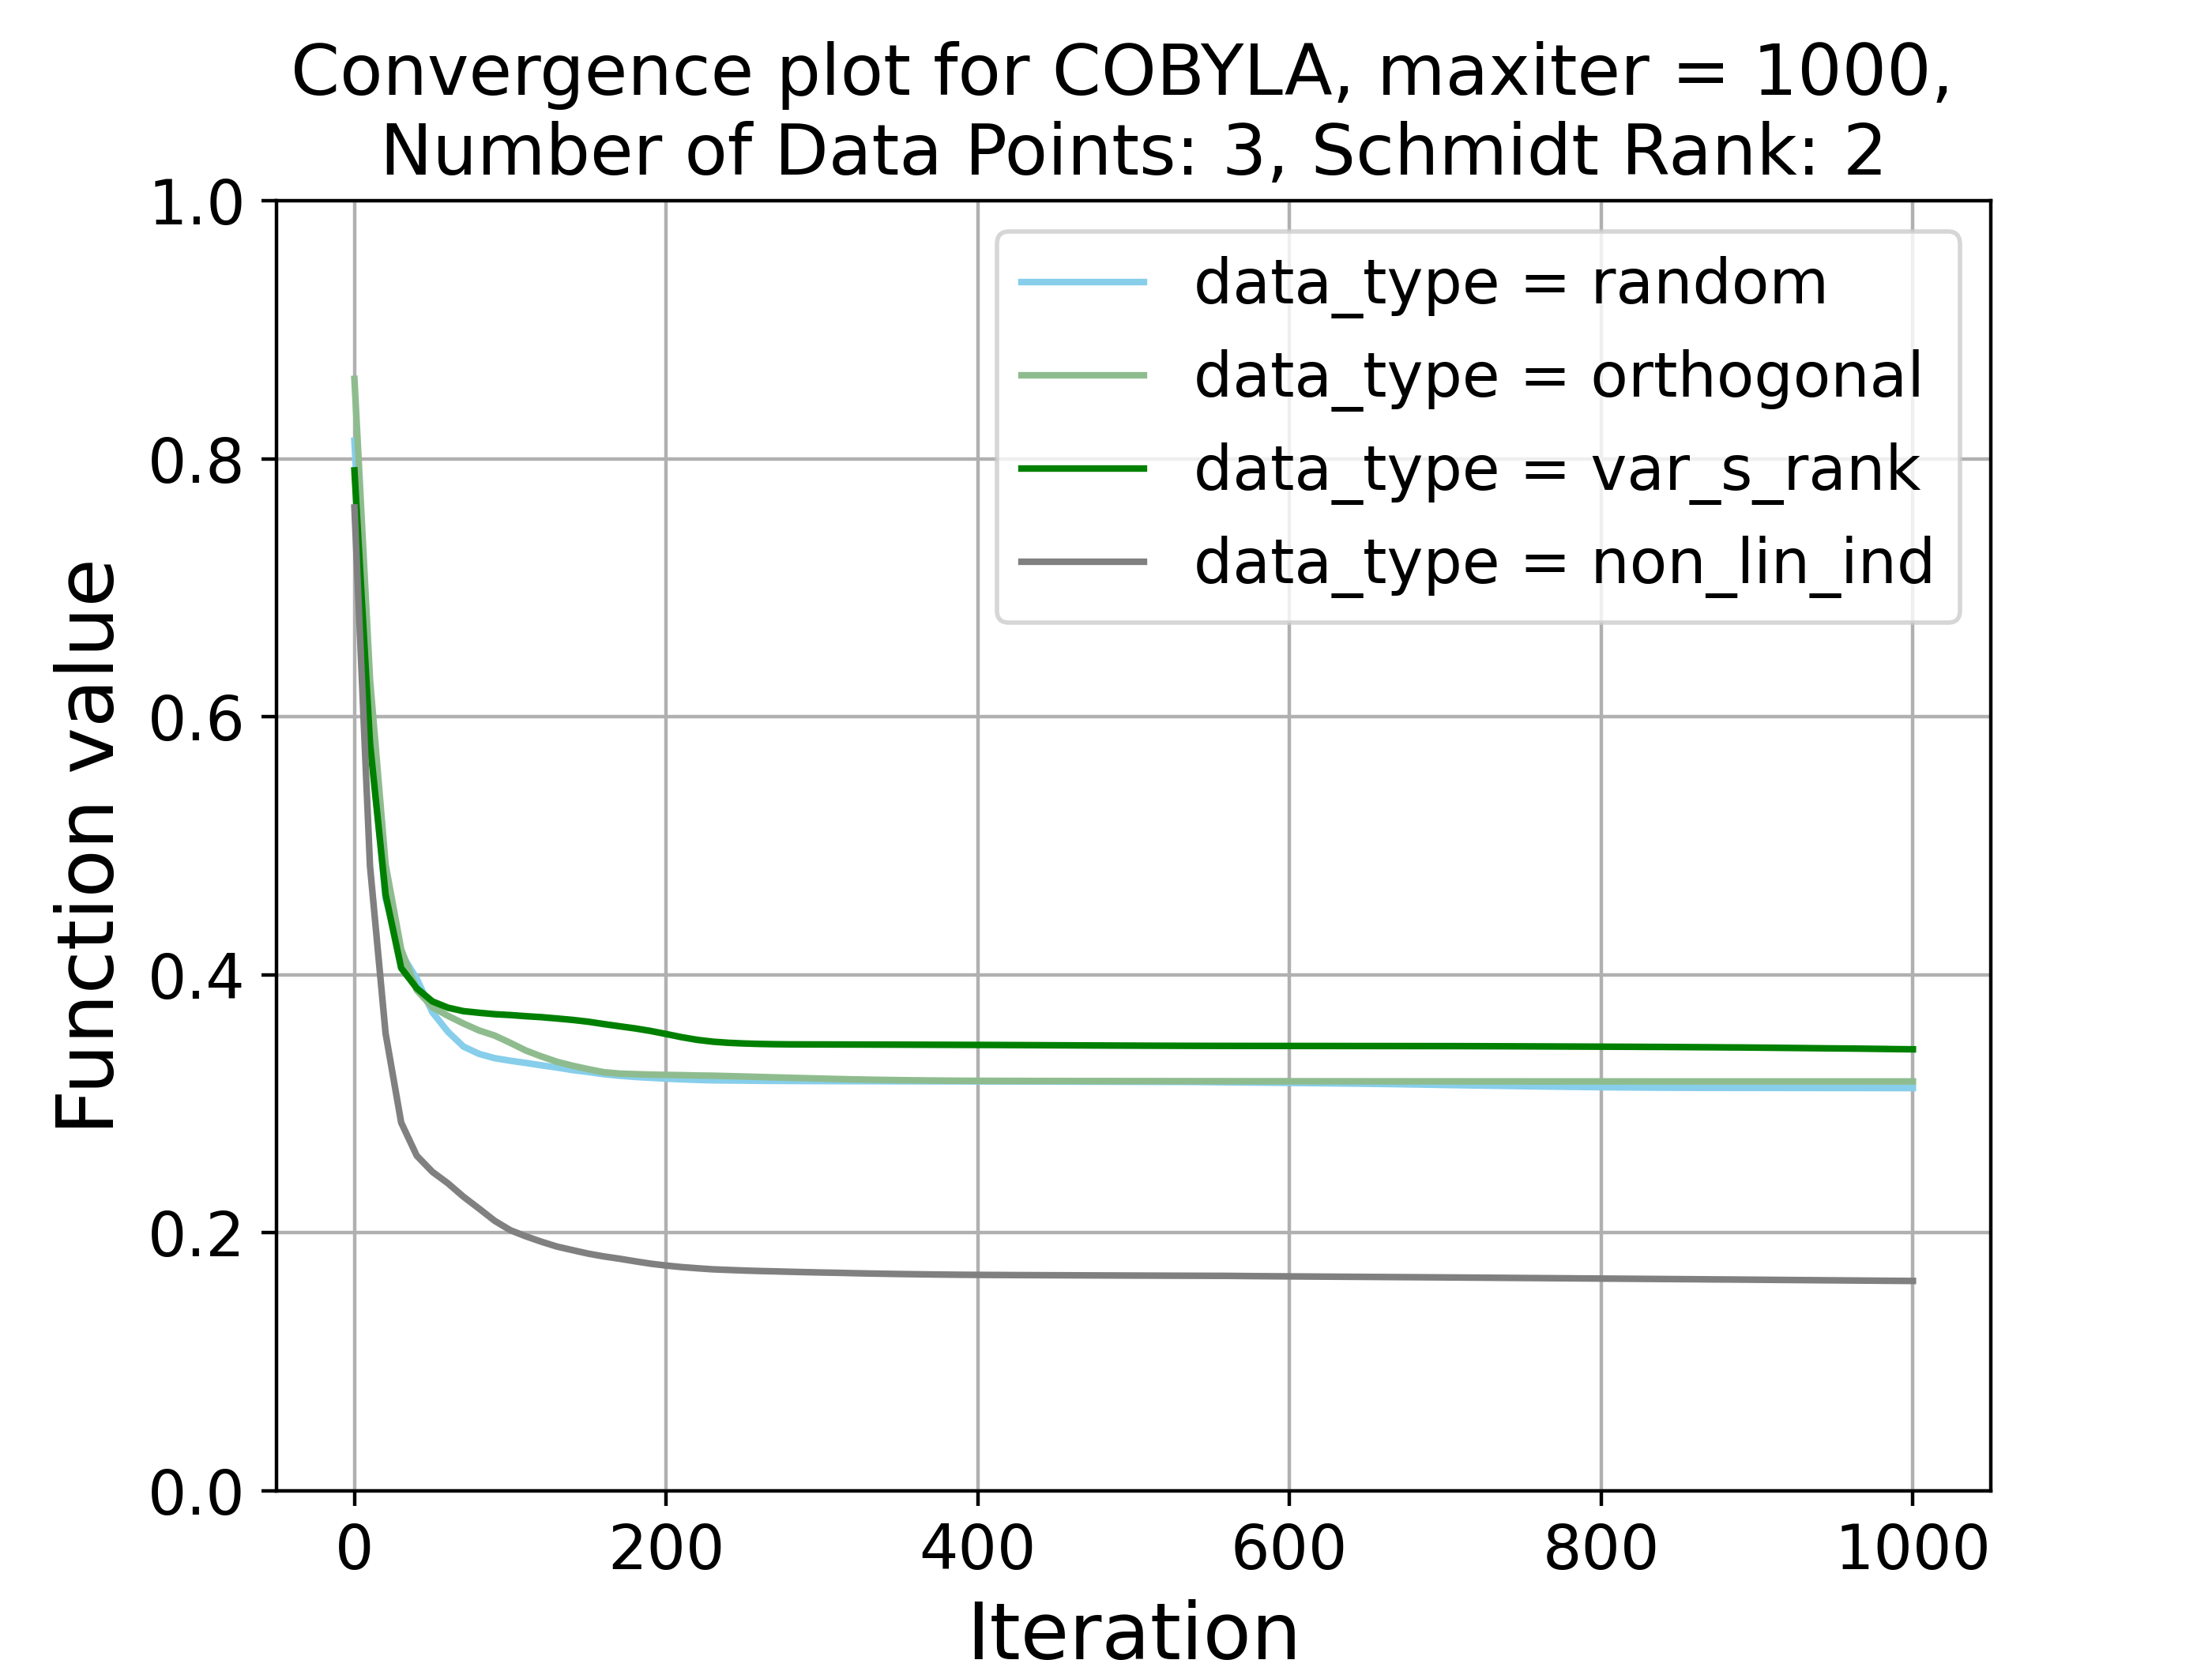 Convergence plot for COBYLA, maxiter = 1000,
Number of Data Points: 3, Schmidt Rank: 2
1.0
0.8
0.6
0.4
0.2
0.0
Function value
data_type = random
data_type = orthogonal
data_type = var_s_rank
data_type = non_lin_ind
0 200 400 600 800 1000
Iteration